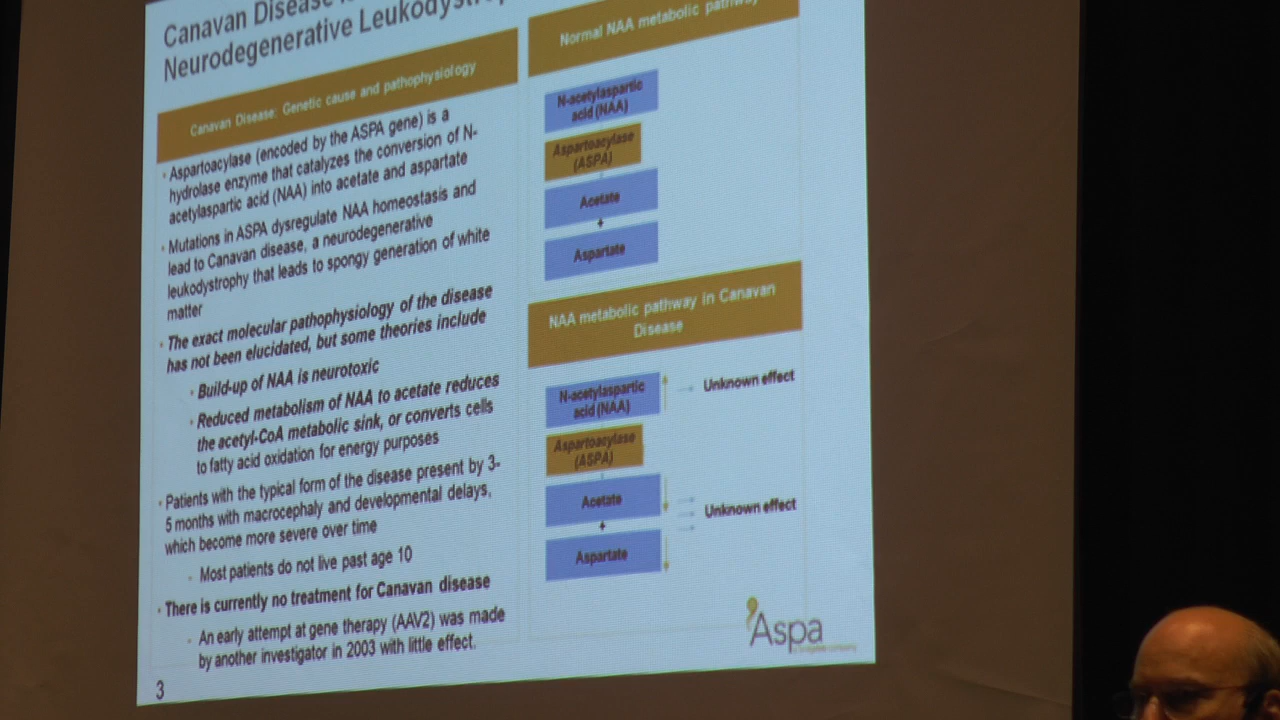 Canavan Disease
Neurodegenerative
Canavan Disease: Genetic cause and pathophysiology
· Aspartoacylase (encoded by the ASPA gene) is a
hydrolase enzyme that catalyzes the conversion of N-
acetylaspartic acid (NAA) into acetate and aspartate
· Mutations in ASPA dysregulate NAA homeostasis and
lead to Canavan disease, a neurodegenerative
leukodystrophy that leads to spongy generation of white
matter
· The exact molecular pathophysiology of the disease
has not been elucidated, but some theories include
· Build-up of NAA is neurotoxic
· Reduced metabolism of NAA to acetate reduces
the acetyl-CoA metabolic sink, or converts cells
to fatty acid oxidation for energy purposes
· Patients with the typical form of the disease present by 3-
5 months with macrocephaly and developmental delays,
which become more severe over time
· Most patients do not live past age 10
· There is currently no treatment for Canavan disease
· An early attempt at gene therapy (AAV2) was made
by another investigator in 2003 with little effect.
3
Normal NAA metabolic pathway
N-acetylaspartic
acid (NAA)
Aspartoacylase
(ASPA)
Acetate
+
Aspartate
NAA metabolic pathway in Canavan
Disease
N-acetylaspartic
acid (NAA)
Unknown effect
Aspartoacylase
(ASPA)
Acetate
Unknown effect
+
Aspartate
Aspa